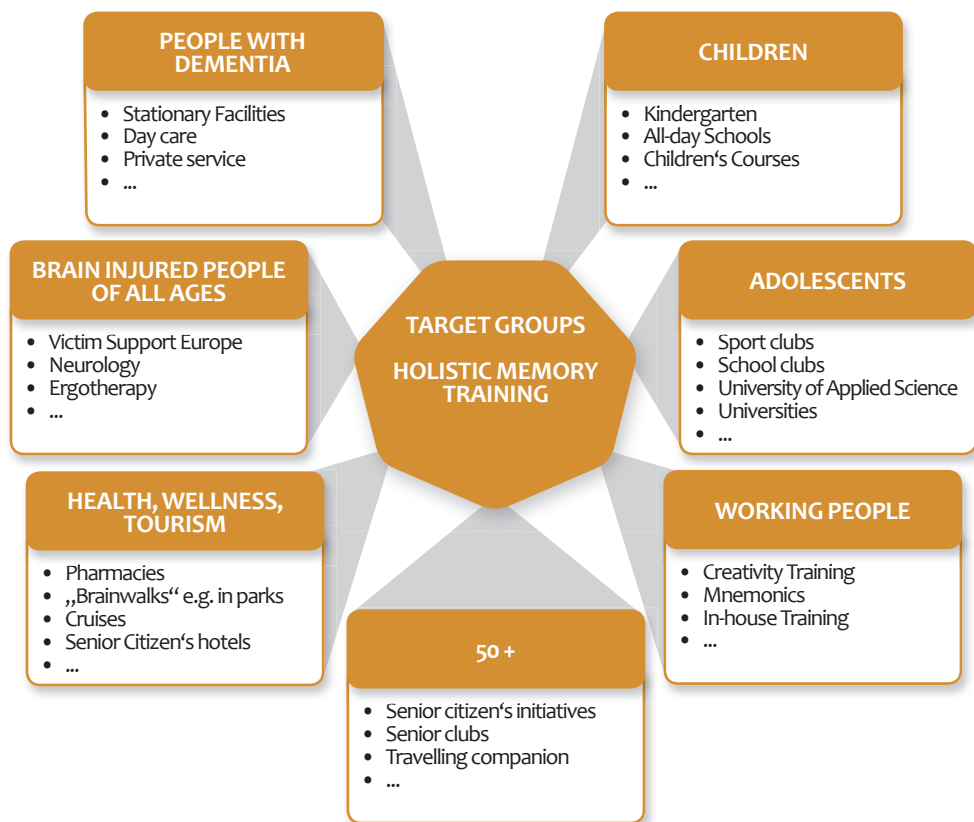 PEOPLE WITH
DEMENTIA
• Stationary Facilities
• Day care
• Private service
• ...
CHILDREN
• Kindergarten
• All-day Schools
• Children‘s Courses
• ...
BRAIN INJURED PEOPLE
OF ALL AGES
• Victim Support Europe
• Neurology
• Ergotherapy
• ...
TARGET GROUPS
HOLISTIC MEMORY
TRAINING
ADOLESCENTS
• Sport clubs
• School clubs
• University of Applied Science
• Universities
• ...
HEALTH, WELLNESS,
TOURISM
• Pharmacies
• „Brainwalks“ e.g. in parks
• Cruises
• Senior Citizen‘s hotels
• ...
WORKING PEOPLE
• Creativity Training
• Mnemonics
• In-house Training
• ...
50 +
• Senior citizen‘s initiatives
• Senior clubs
• Travelling companion
• ...